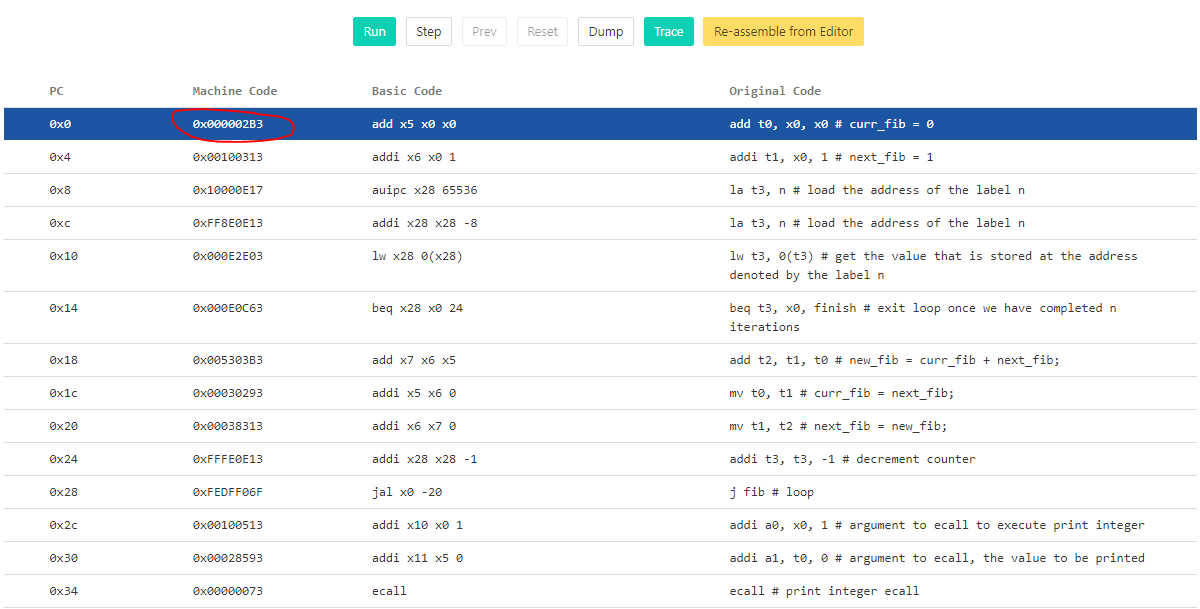 Run Step Prev Reset Dump Trace Re-assemble from Editor
PC Machine Code Basic Code Original Code
0x0 0x000002B3 add x5 x0 x0 add t0, x0, x0 # curr_fib = 0
0x4 0x00100313 addi x6 x0 1 addi t1, x0, 1 # next_fib = 1
0x8 0x10000E17 auipc x28 65536 la t3, n # load the address of the label n
0xc 0xFF8E0E13 addi x28 x28 -8 la t3, n # load the address of the label n
0x10 0x000E2E03 lw x28 0(x28) lw t3, 0(t3) # get the value that is stored at the address
denoted by the label n
0x14 0x000E0C63 beq x28 x0 24 beq t3, x0, finish # exit loop once we have completed n
iterations
0x18 0x005303B3 add x7 x6 x5 add t2, t1, t0 # new_fib = curr_fib + next_fib;
0x1c 0x00030293 addi x5 x6 0 mv t0, t1 # curr_fib = next_fib;
0x20 0x00038313 addi x6 x7 0 mv t1, t2 # next_fib = new_fib;
0x24 0xFFFE0E13 addi x28 x28 -1 addi t3, t3, -1 # decrement counter
0x28 0xFEDFF06F jal x0 -20 j fib # loop
0x2c 0x00100513 addi x10 x0 1 addi a0, x0, 1 # argument to ecall to execute print integer
0x30 0x00028593 addi x11 x5 0 addi a1, t0, 0 # argument to ecall, the value to be printed
0x34 0x00000073 ecall ecall # print integer ecall